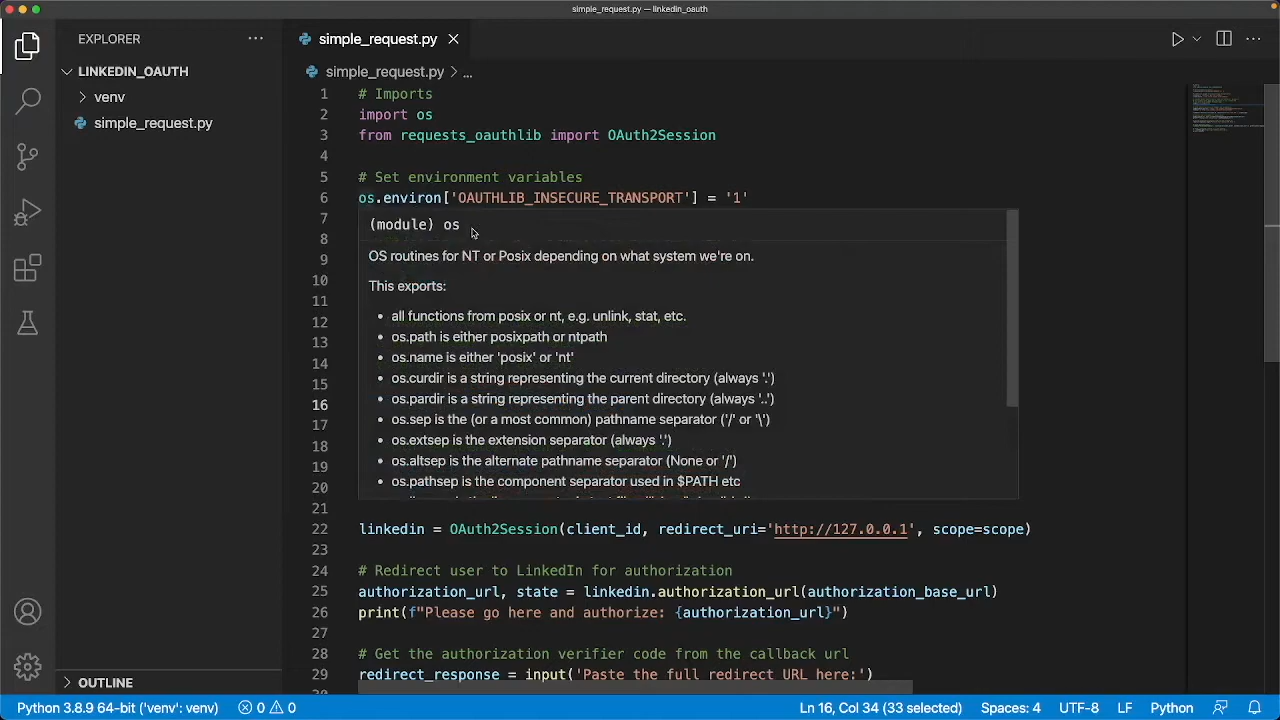 simple_request.py — linkedin_oauth
EXPLORER
LINKEDIN_OAUTH
venv
simple_request.py
OUTLINE
simple_request.py
simple_request.py > ...
1 # Imports
2 import os
3 from requests_oauthlib import OAuth2Session
4
5 # Set environment variables
6 os.environ['OAUTHLIB_INSECURE_TRANSPORT'] = '1'
7
8
9
10
11
12
13
14
15
16
17
18
19
20
21
(module) os
OS routines for NT or Posix depending on what system we're on.
This exports:
• all functions from posix or nt, e.g. unlink, stat, etc.
• os.path is either posixpath or ntpath
• os.name is either 'posix' or 'nt'
• os.curdir is a string representing the current directory (always '.')
• os.pardir is a string representing the parent directory (always '..')
• os.sep is the (or a most common) pathname separator ('/' or '\')
• os.extsep is the extension separator (always '.')
• os.altsep is the alternate pathname separator (None or '/')
• os.pathsep is the component separator used in $PATH etc
22 linkedin = OAuth2Session(client_id, redirect_uri='http://127.0.0.1', scope=scope)
23
24 # Redirect user to LinkedIn for authorization
25 authorization_url, state = linkedin.authorization_url(authorization_base_url)
26 print(f"Please go here and authorize: {authorization_url}")
27
28 # Get the authorization verifier code from the callback url
29 redirect_response = input('Paste the full redirect URL here:')
Python 3.8.9 64-bit ('venv': venv) 0 0 Ln 16, Col 34 (33 selected) Spaces: 4 UTF-8 LF Python